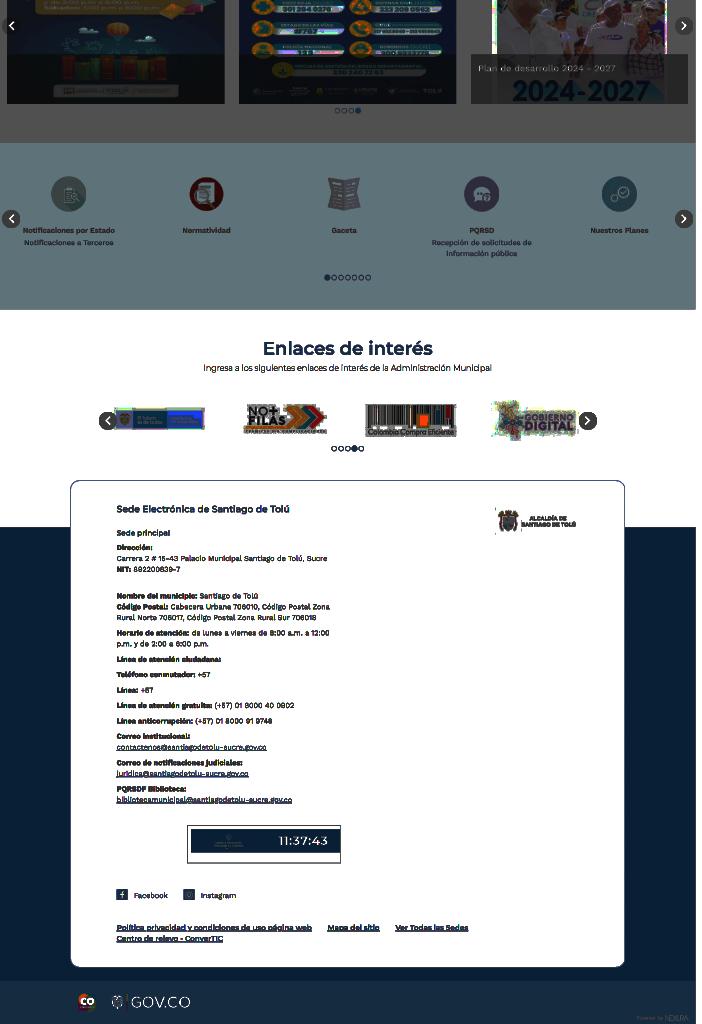 Plan de desarrollo 2024 - 2027
2024-2027
Notificaciones por Estado
Notificaciones a Terceros
Normatividad
Gaceta
PQRSD
Recepción de solicitudes de
información pública
Nuestros Planes
Enlaces de interés
Ingresa a los siguientes enlaces de interés de la Administración Municipal
NO+
FILAS
Colombia Compra Eficiente
GOBIERNO
DIGITAL
Sede Electrónica de Santiago de Tolú
ALCALDÍA DE
SANTIAGO DE TOLÚ
Sede principal
Dirección:
Carrera 2 # 15-43 Palacio Municipal Santiago de Tolú, Sucre
NIT: 892200839-7
Nombre del municipio: Santiago de Tolú
Código Postal: Cabecera Urbana 706010, Código Postal Zona
Rural Norte 706017, Código Postal Zona Rural Sur 706018
Horario de atención: de lunes a viernes de 8:00 a.m. a 12:00
p.m. y de 2:00 a 6:00 p.m.
Línea de atención ciudadana:
Teléfono conmutador: +57
Línea: +57
Línea de atención gratuita: (+57) 01 8000 40 0802
Línea anticorrupción: (+57) 01 8000 91 9748
Correo institucional:
contactenos@santiagodetolu-sucre.gov.co
Correo de notificaciones judiciales:
juridica@santiagodetolu-sucre.gov.co
PQRSDF Biblioteca:
bibliotecamunicipal@santiagodetolu-sucre.gov.co
11:37:43
Facebook
Instagram
Política privacidad y condiciones de uso página web
Mapa del sitio
Ver Todas las Sedes
Centro de relevo - ConverTIC
CO
GOV.CO
Powered by